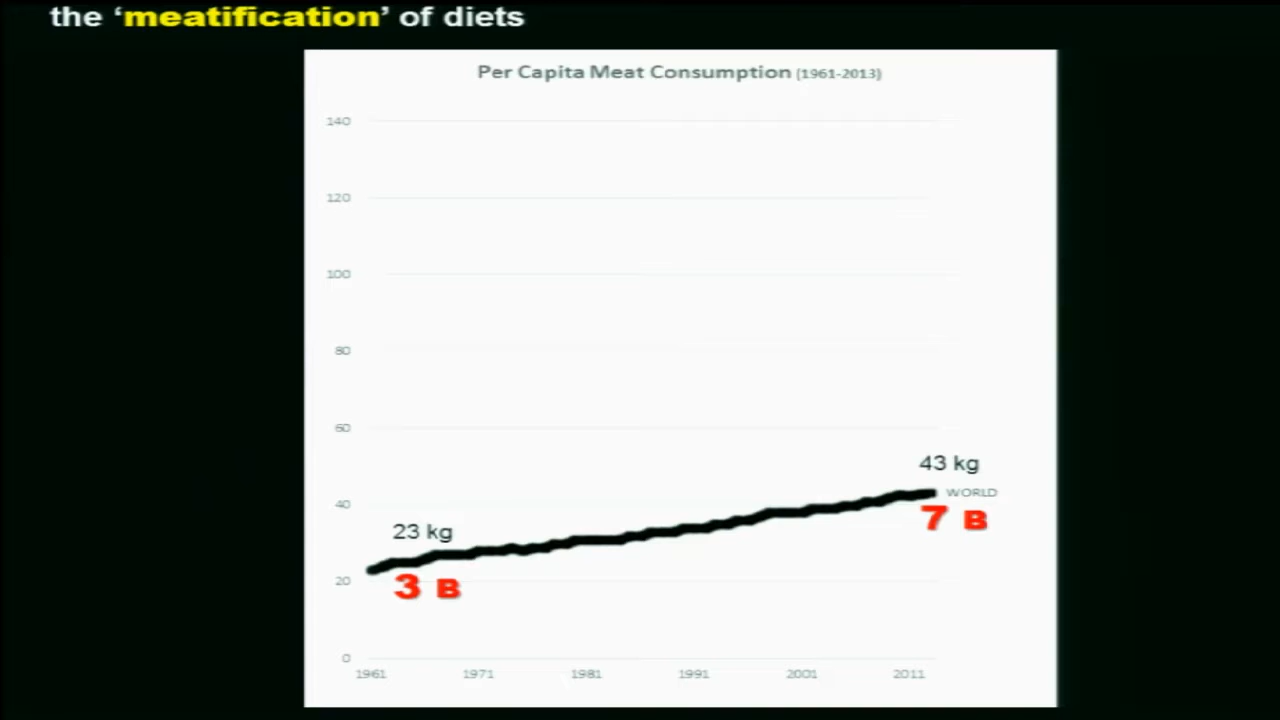 the ‘meatification’ of diets
Per Capita Meat Consumption (1961-2013)
140
120
100
80
60
43 kg
WORLD
40
7 B
23 kg
3 B
20
0
1961 1971 1981 1991 2001 2011